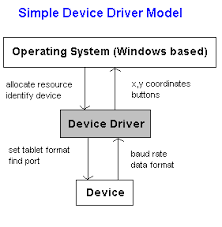 Simple Device Driver Model
Operating System (Windows based)
allocate resource
identify device
x,y coordinates
buttons
Device Driver
set tablet format
find port
baud rate
data format
Device